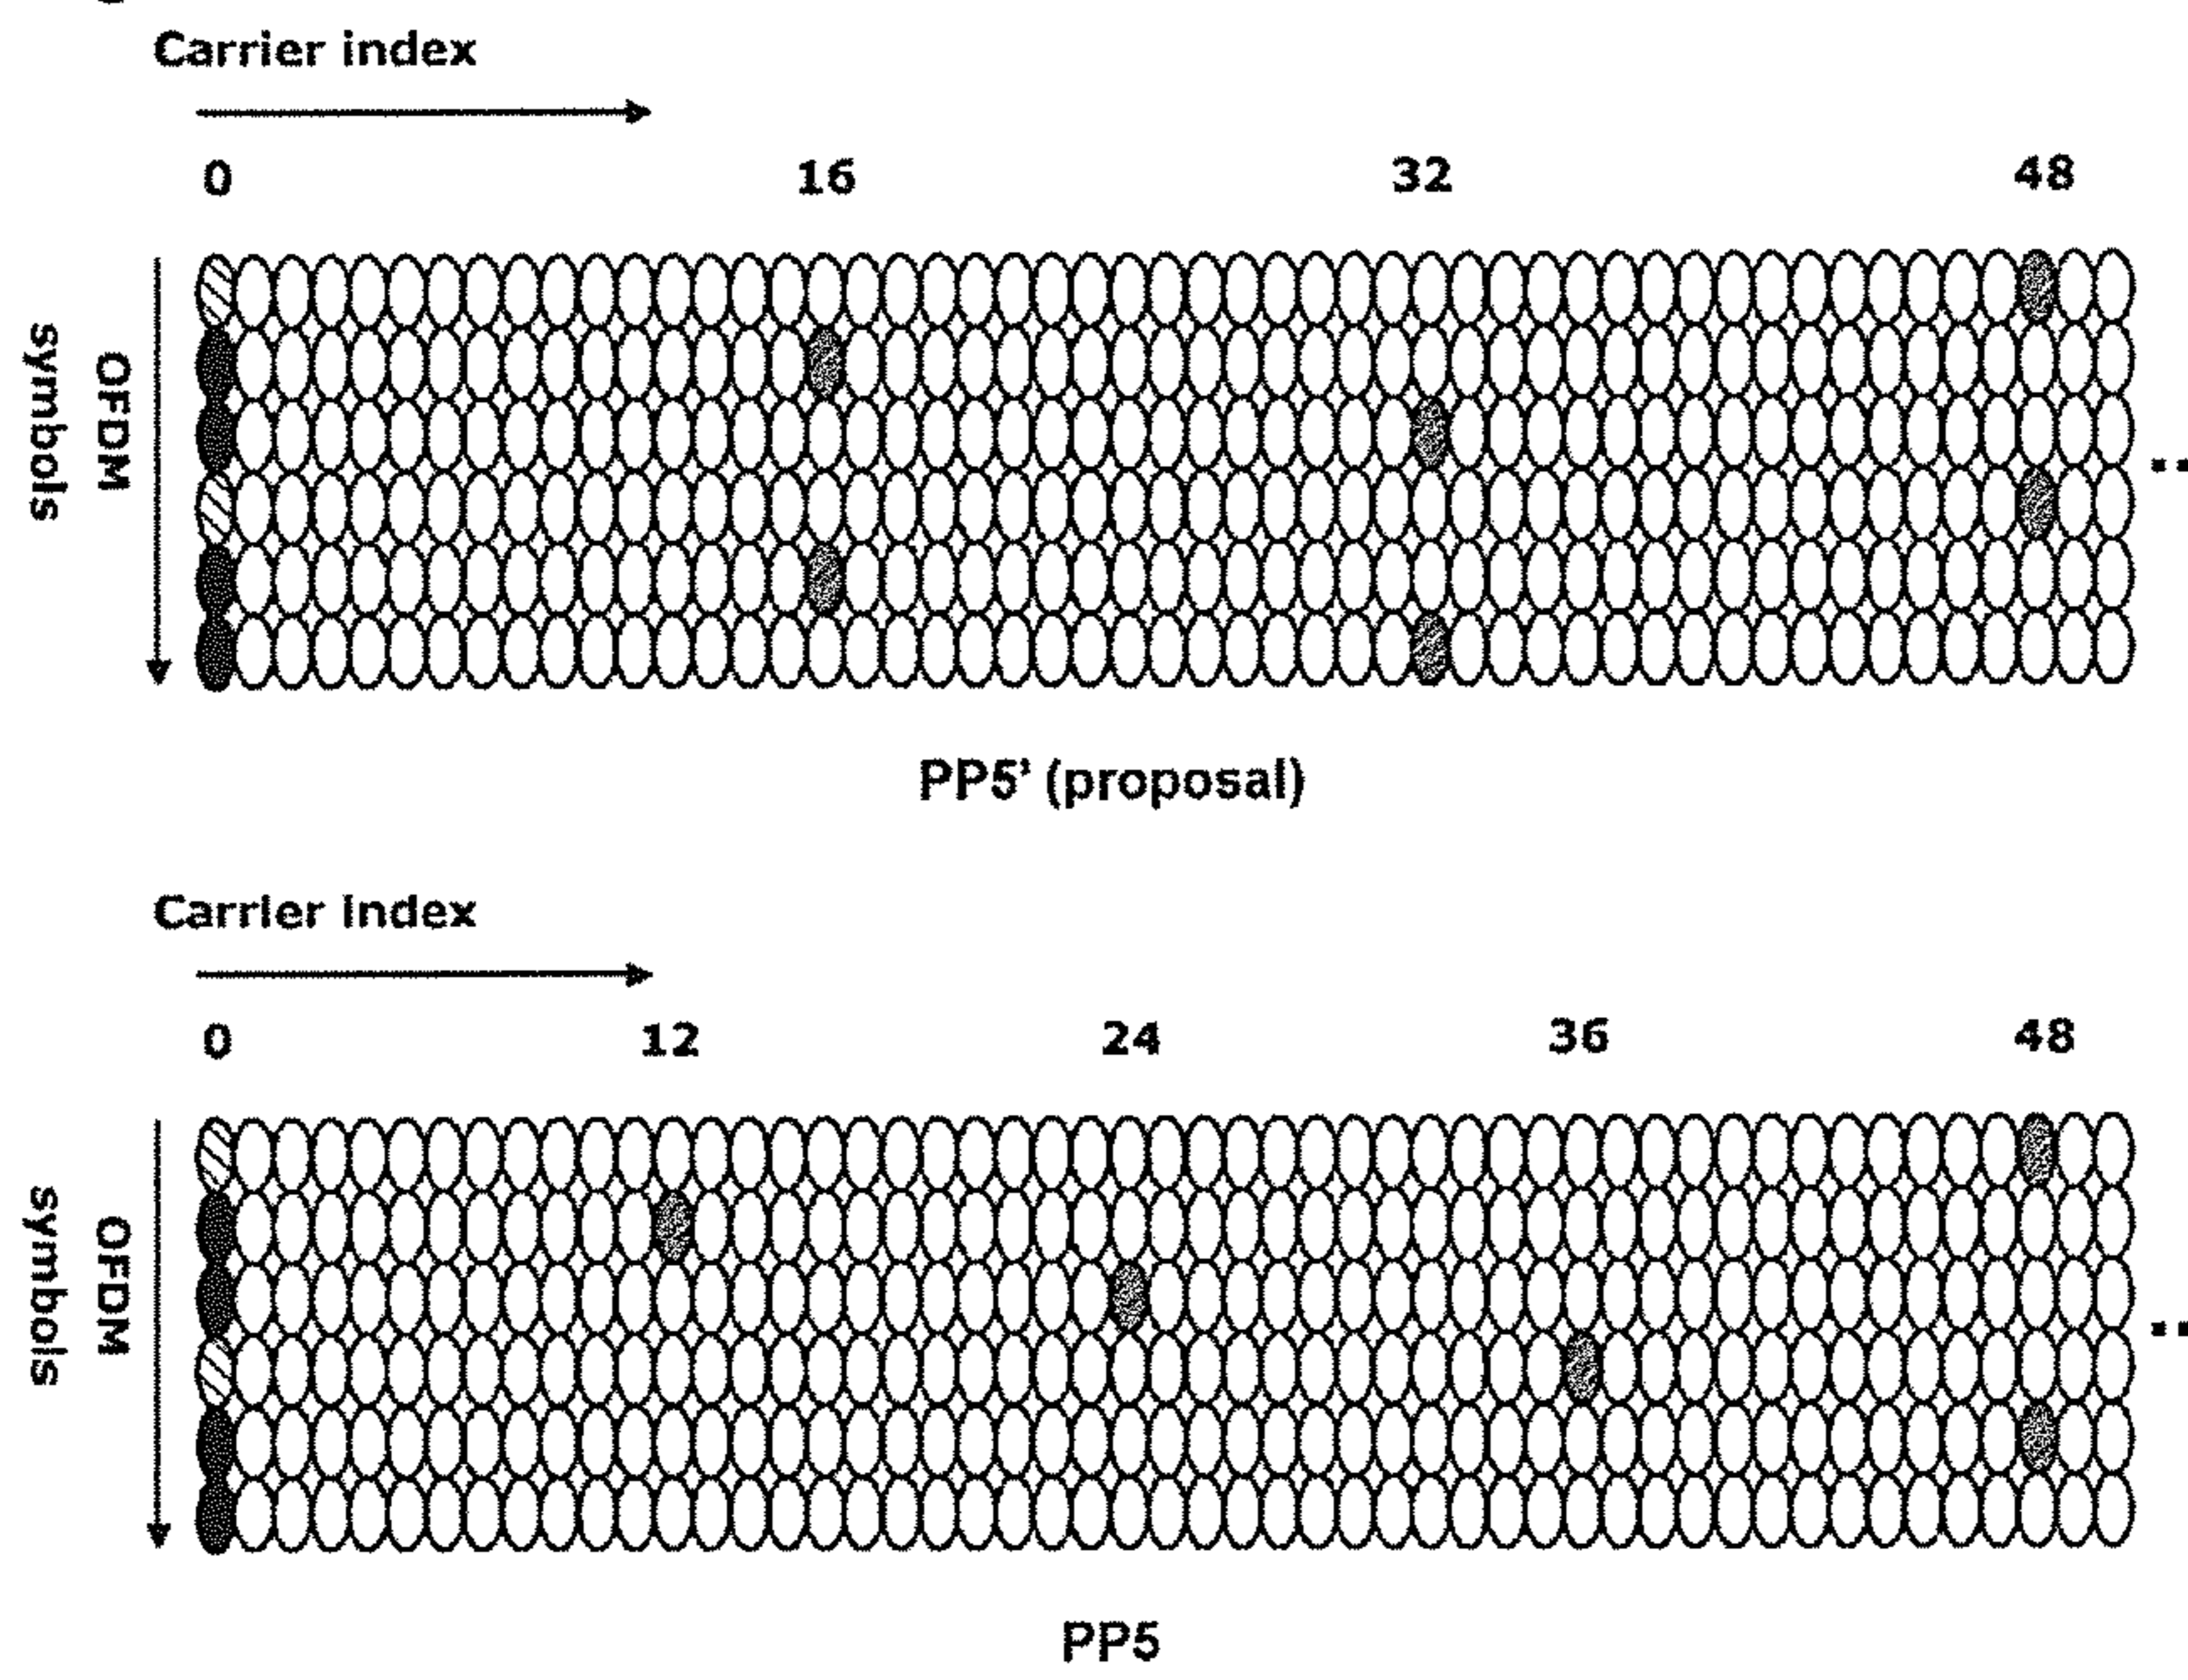 Carrier index
0 16 32 48
OFDM
symbols
..
PP5' (proposal)
Carrier index
0 12 24 36 48
OFDM
symbols
..
PP5